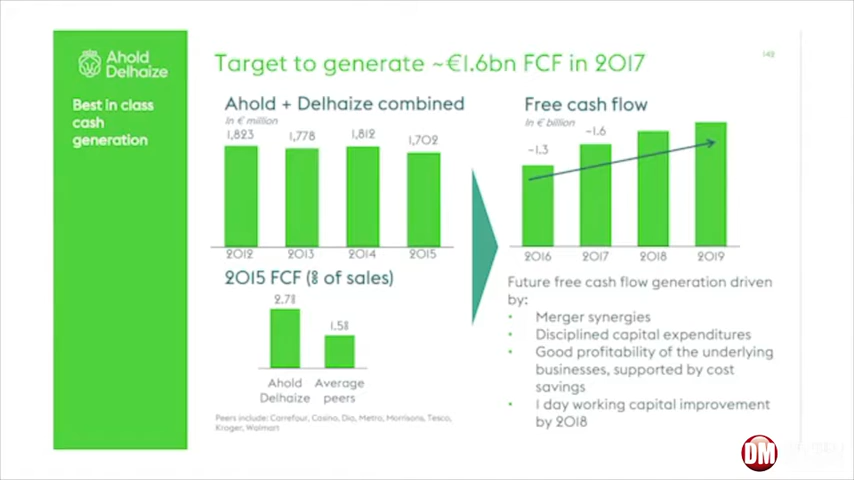 Ahold
Delhaize
Best in class
cash
generation
Target to generate ~€1.6bn FCF in 2017
149
Ahold + Delhaize combined
In € million
1,823
1,778
1,812
1,702
2012
2013
2014
2015
2015 FCF (% of sales)
2.7%
1.5%
Ahold
Delhaize
Average
peers
Peers include: Carrefour, Casino, Dia, Metro, Morrisons, Tesco,
Kroger, Walmart
Free cash flow
In € billion
~1.3
~1.6
2016
2017
2018
2019
Future free cash flow generation driven
by:
• Merger synergies
• Disciplined capital expenditures
• Good profitability of the underlying
businesses, supported by cost
savings
• 1 day working capital improvement
by 2018
DM